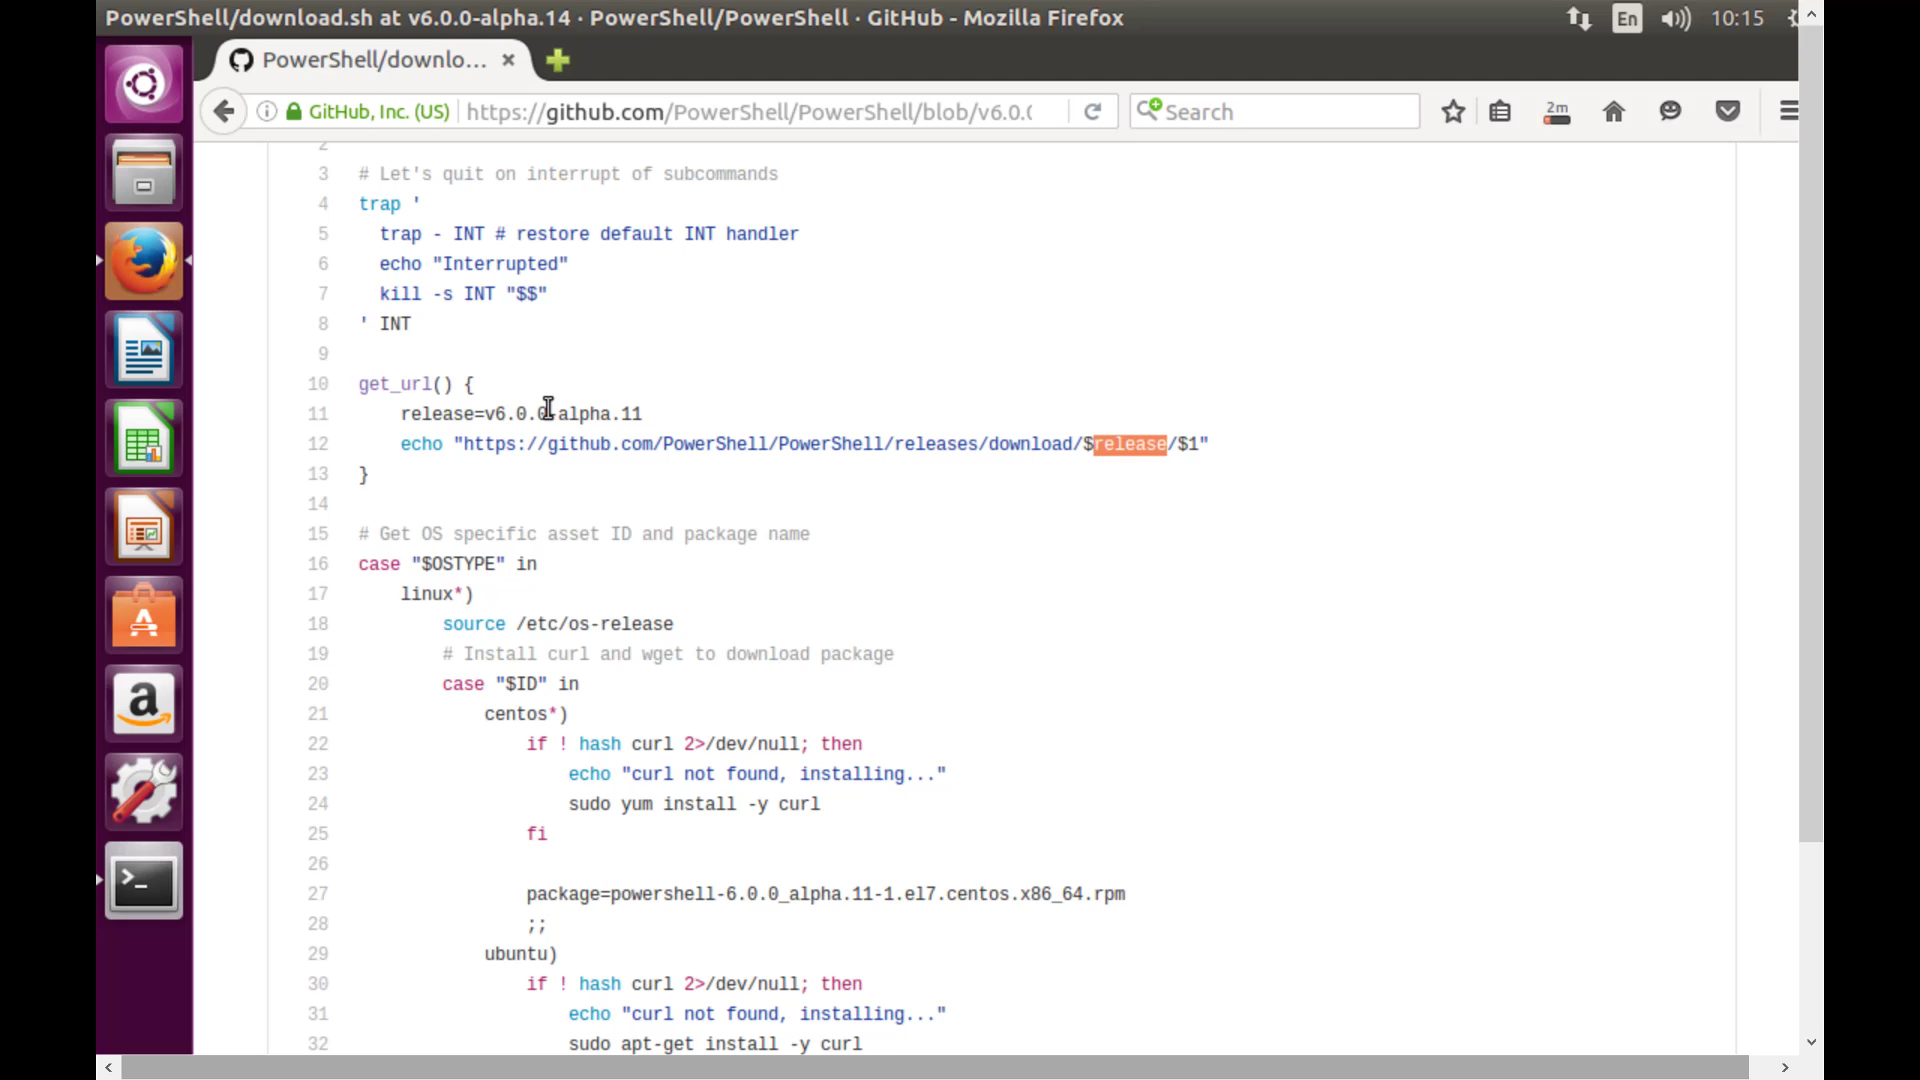 PowerShell/download.sh at v6.0.0-alpha.14 · PowerShell/PowerShell · GitHub - Mozilla Firefox
En
10:15
PowerShell/downlo...
GitHub, Inc. (US)
https://github.com/PowerShell/PowerShell/blob/v6.0.0
Search
2m
2
3 # Let's quit on interrupt of subcommands
4 trap '
5 trap - INT # restore default INT handler
6 echo "Interrupted"
7 kill -s INT "$$"
8 ' INT
9
10 get_url() {
11 release=v6.0.0-alpha.11
12 echo "https://github.com/PowerShell/PowerShell/releases/download/$release/$1"
13 }
14
15 # Get OS specific asset ID and package name
16 case "$OSTYPE" in
17 linux*)
18 source /etc/os-release
19 # Install curl and wget to download package
20 case "$ID" in
21 centos*)
22 if ! hash curl 2>/dev/null; then
23 echo "curl not found, installing..."
24 sudo yum install -y curl
25 fi
26
27 package=powershell-6.0.0_alpha.11-1.el7.centos.x86_64.rpm
28 ;;
29 ubuntu)
30 if ! hash curl 2>/dev/null; then
31 echo "curl not found, installing..."
32 sudo apt-get install -y curl